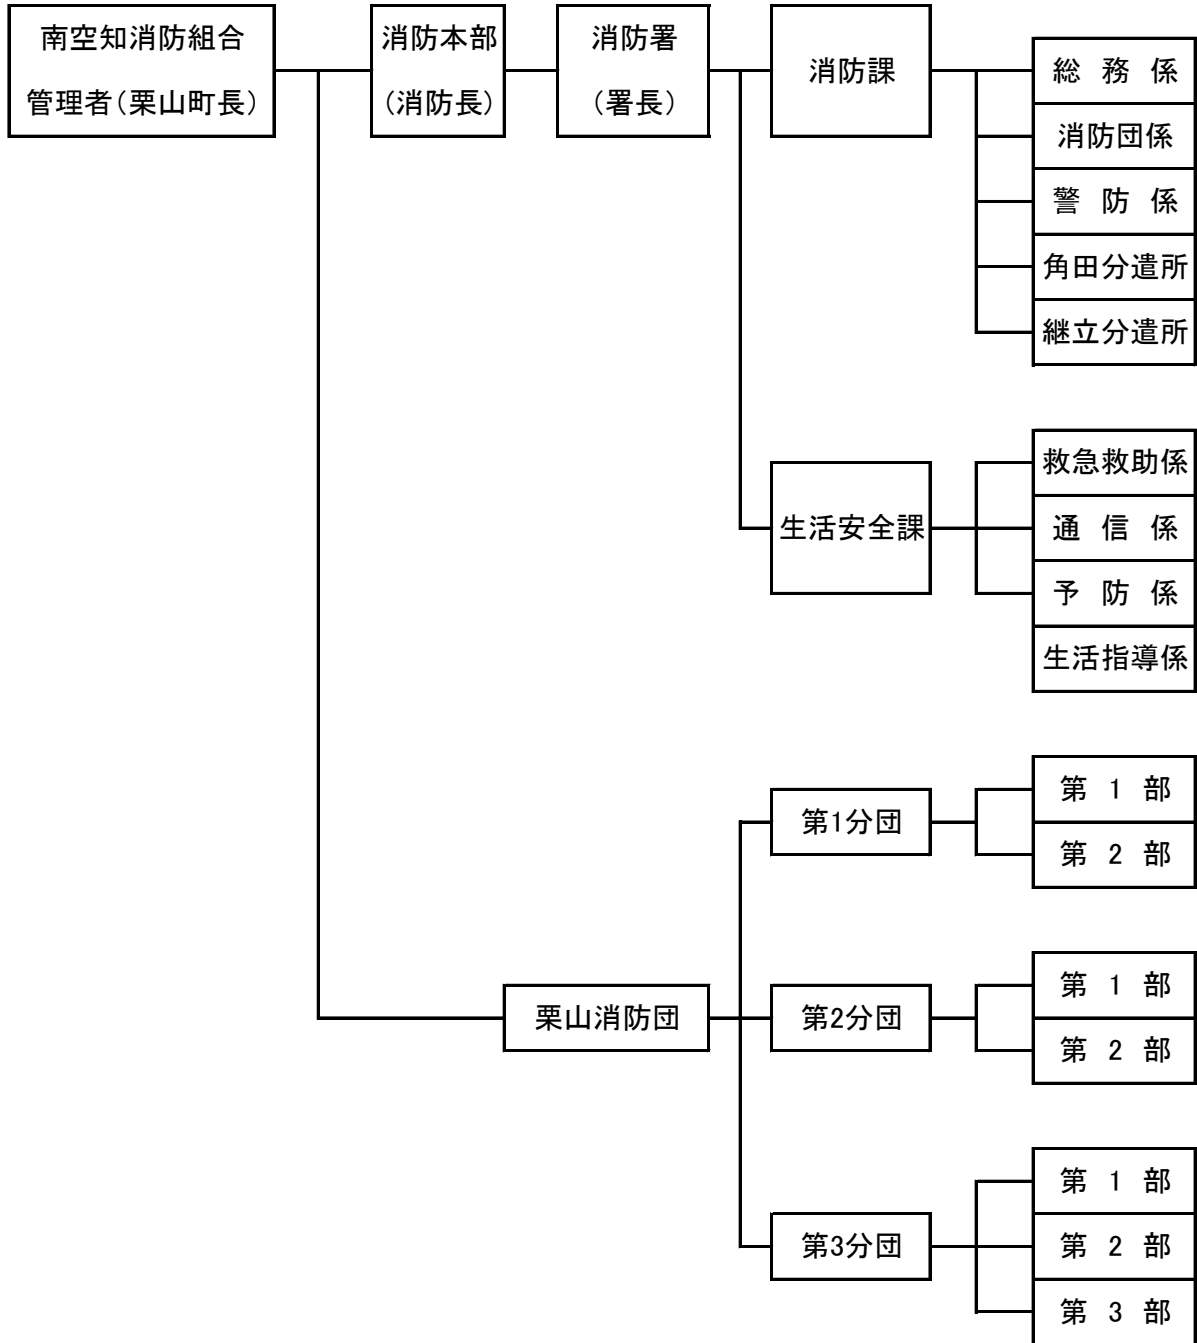 南空知消防組合
管理者(栗山町長)
消防本部
(消防長)
消防署
(署長)
消防課
総務係
消防団係
警防係
角田分遣所
継立分遣所
生活安全課
救急救助係
通信係
予防係
生活指導係
栗山消防団
第1分団
第1部
第2部
第2分団
第1部
第2部
第3分団
第1部
第2部
第3部